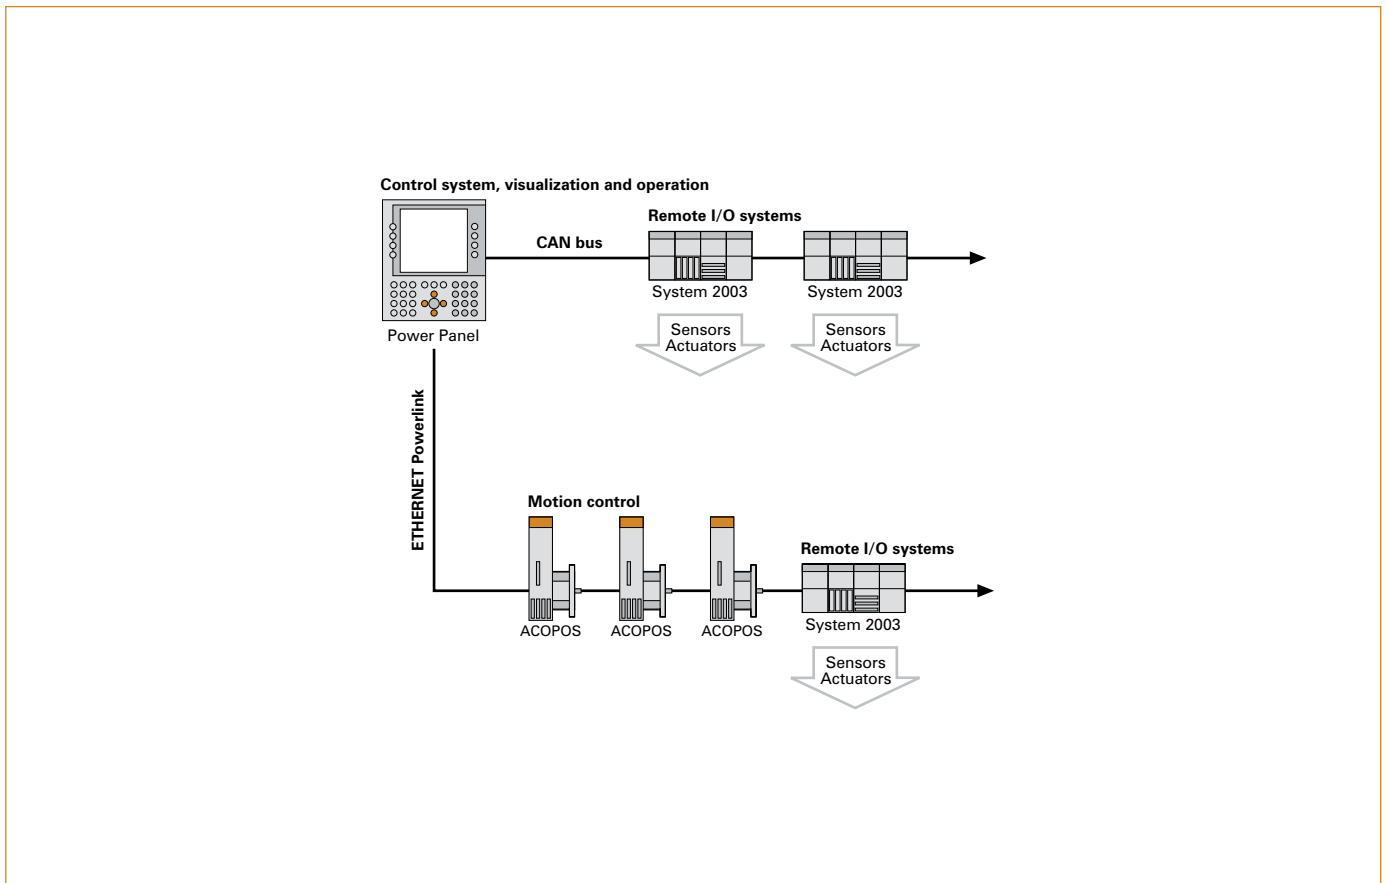 Control system, visualization and operation
Remote I/O systems
CAN bus
System 2003
System 2003
Power Panel
Sensors
Actuators
Sensors
Actuators
ETHERNET Powerlink
Motion control
Remote I/O systems
ACOPOS
ACOPOS
ACOPOS
System 2003
Sensors
Actuators